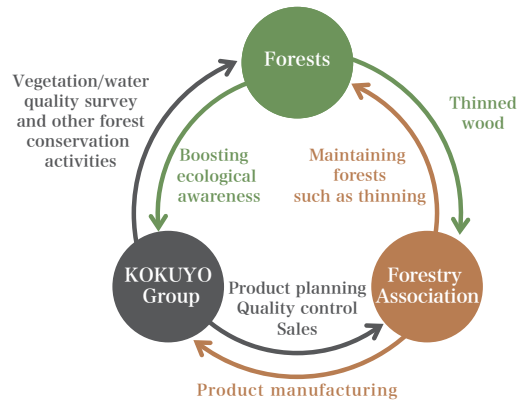 Forests
Vegetation/water
quality survey
and other forest
conservation
activities
Thinned
wood
Boosting
ecological
awareness
Maintaining
forests
such as thinning
KOKUYO
Group
Forestry
Association
Product planning
Quality control
Sales
Product manufacturing